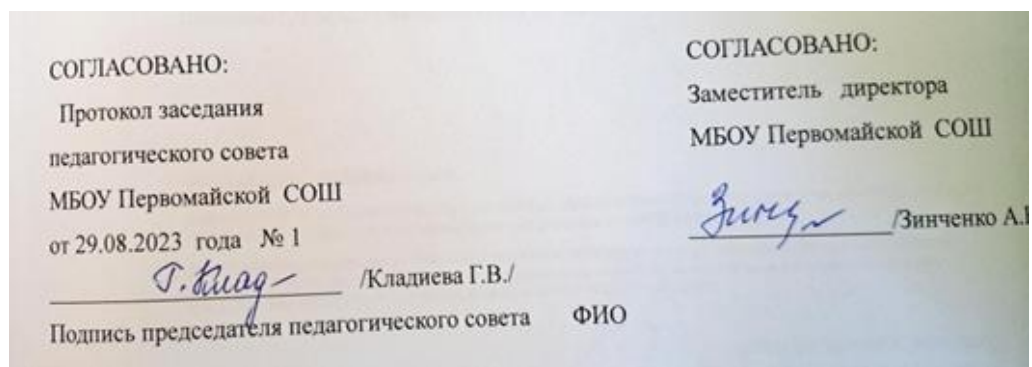 СОГЛАСОВАНО:
Протокол заседания
педагогического совета
МБОУ Первомайской СОШ
от 29.08.2023 года № 1
Г.Клад /Кладиева Г.В./
Подпись председателя педагогического совета ФИО
СОГЛАСОВАНО:
Заместитель директора
МБОУ Первомайской СОШ
/Зинченко А.